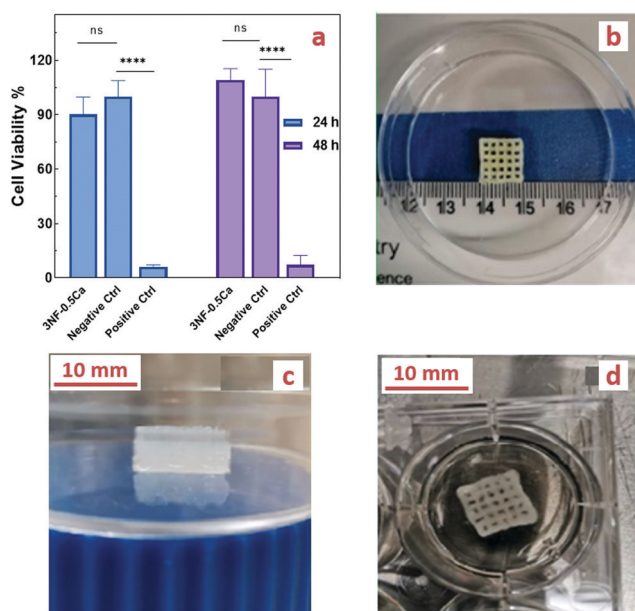 a
ns
****
ns
****
Cell Viability %
120
90
60
30
0
24 h
48 h
3NF-0.5Ca
Negative Ctrl
Positive Ctrl
3NF-0.5Ca
Negative Ctrl
Positive Ctrl
b
12 13 14 15 16 17
try
ence
10 mm
c
10 mm
d